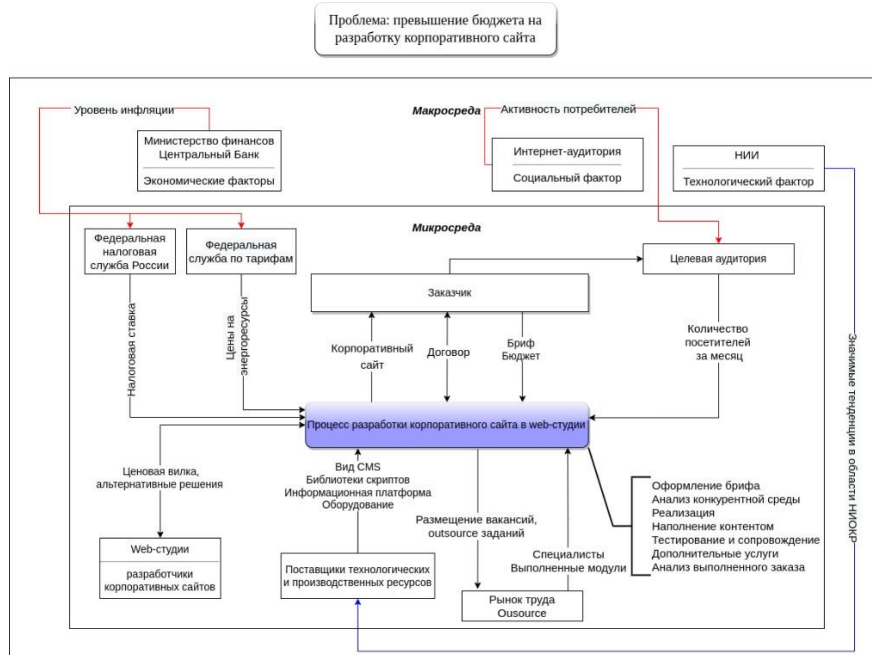 Проблема: превышение бюджета на
разработку корпоративного сайта
Уровень инфляции
Макросреда
Активность потребителей
Министерство финансов
Центральный Банк
Экономические факторы
Интернет-аудитория
Социальный фактор
НИИ
Технологический фактор
Микросреда
Федеральная
налоговая
служба России
Федеральная
служба по тарифам
Целевая аудитория
Заказчик
Налоговая ставка
Цены на
энергоресурсы
Корпоративный
сайт
Договор
Бриф
Бюджет
Количество
посетителей
за месяц
Значимые тенденции в области НИОКР
Процесс разработки корпоративного сайта в web-студии
Ценовая вилка,
альтернативные решения
Вид CMS
Библиотеки скриптов
Информационная платформа
Оборудование
Размещение вакансий,
outsource заданий
Специалисты
Выполненные модули
Оформление брифа
Анализ конкурентной среды
Реализация
Наполнение контентом
Тестирование и сопровождение
Дополнительные услуги
Анализ выполненного заказа
Web-студии
разработчики
корпоративных сайтов
Поставщики технологических
и производственных ресурсов
Рынок труда
Ousource